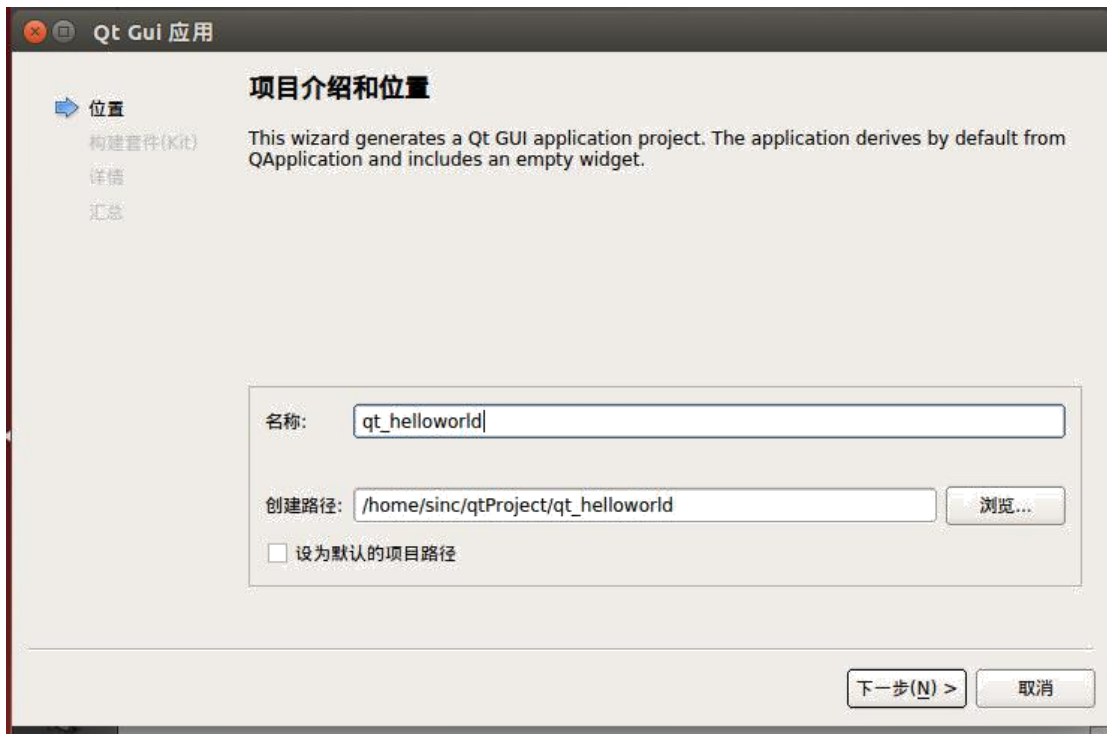 Qt Gui 应用
位置
构建套件(Kit)
详情
汇总
项目介绍和位置
This wizard generates a Qt GUI application project. The application derives by default from
QApplication and includes an empty widget.
名称: qt_helloworld
创建路径: /home/sinc/qtProject/qt_helloworld 浏览...
设为默认的项目路径
下一步(N) > 取消